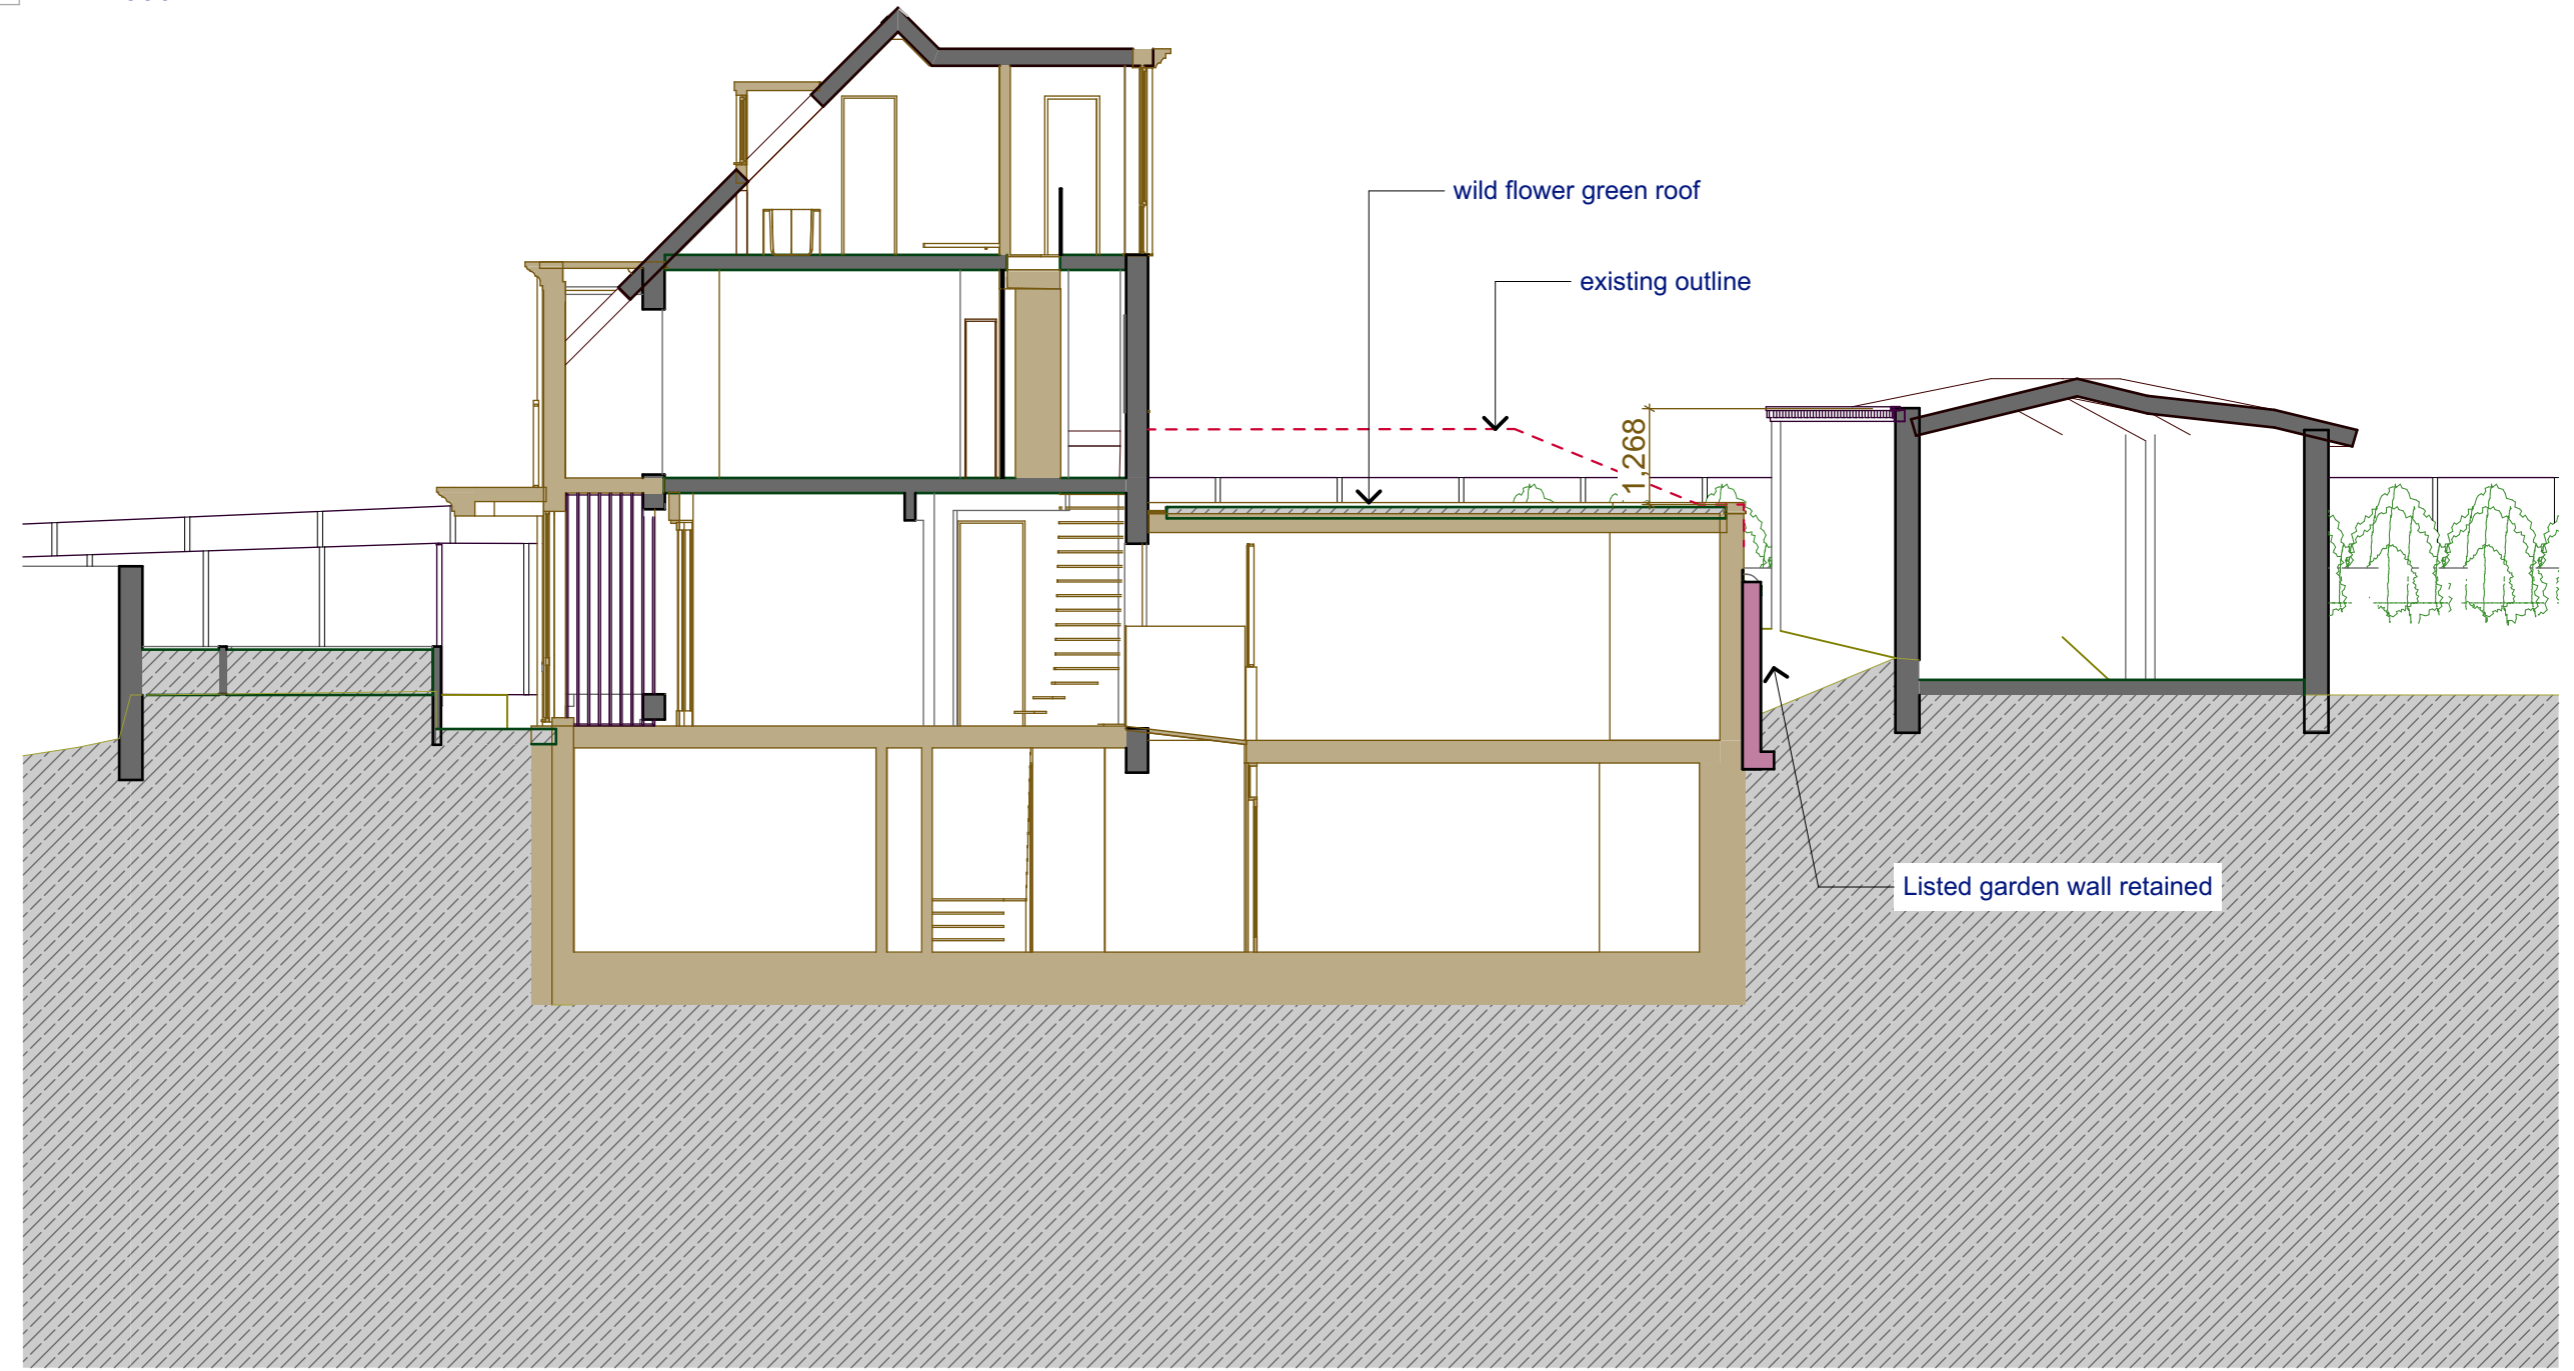 wild flower green roof
existing outline
1,268
Listed garden wall retained